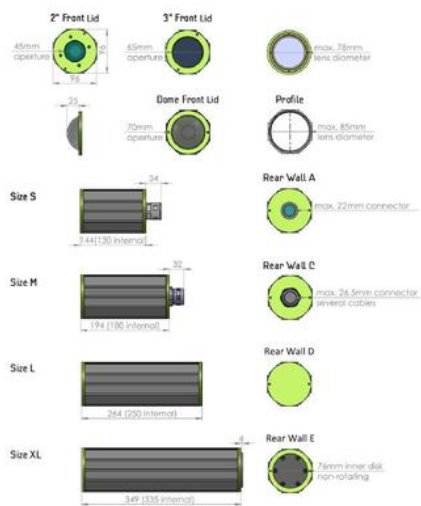 2" Front Lid
3" Front Lid
45mm
aperture
96
96
65mm
aperture
max. 78mm
lens diameter
25
Dome Front Lid
70mm
aperture
Profile
max. 85mm
lens diameter
Size S
34
144(130 internal)
Rear Wall A
max. 22mm connector
Size M
32
194 (180 internal)
Rear Wall C
max. 26.5mm connector
several cables
Size L
264 (250 internal)
Rear Wall D
Size XL
4
349 (335 internal)
Rear Wall E
76mm inner disk
non-rotating